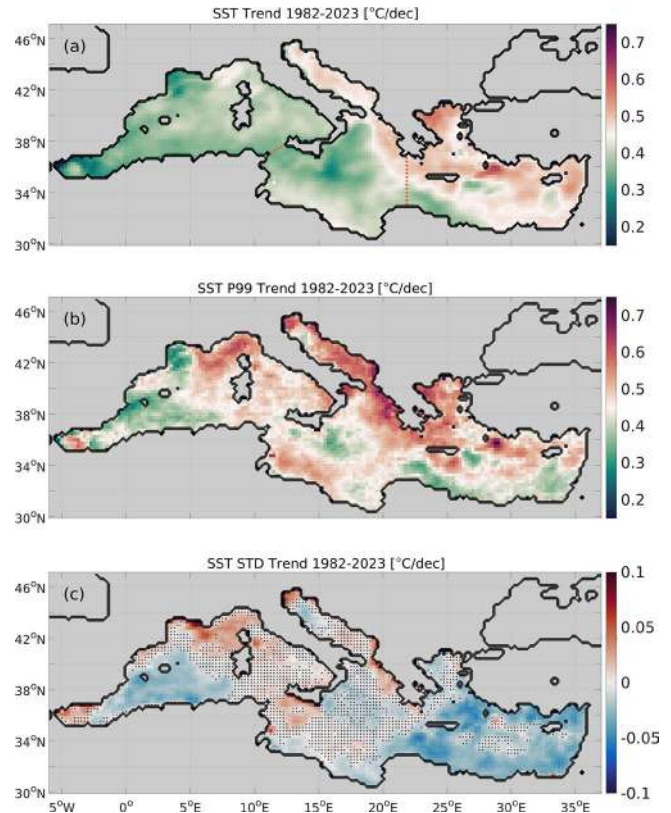 SST Trend 1982-2023 [°C/dec]
(a)
46°N
42°N
38°N
34°N
30°N
0.7
0.6
0.5
0.4
0.3
0.2
SST P99 Trend 1982-2023 [°C/dec]
(b)
46°N
42°N
38°N
34°N
30°N
0.7
0.6
0.5
0.4
0.3
0.2
SST STD Trend 1982-2023 [°C/dec]
(c)
46°N
42°N
38°N
34°N
30°N
0.1
0.05
0
-0.05
-0.1
5°W 0° 5°E 10°E 15°E 20°E 25°E 30°E 35°E